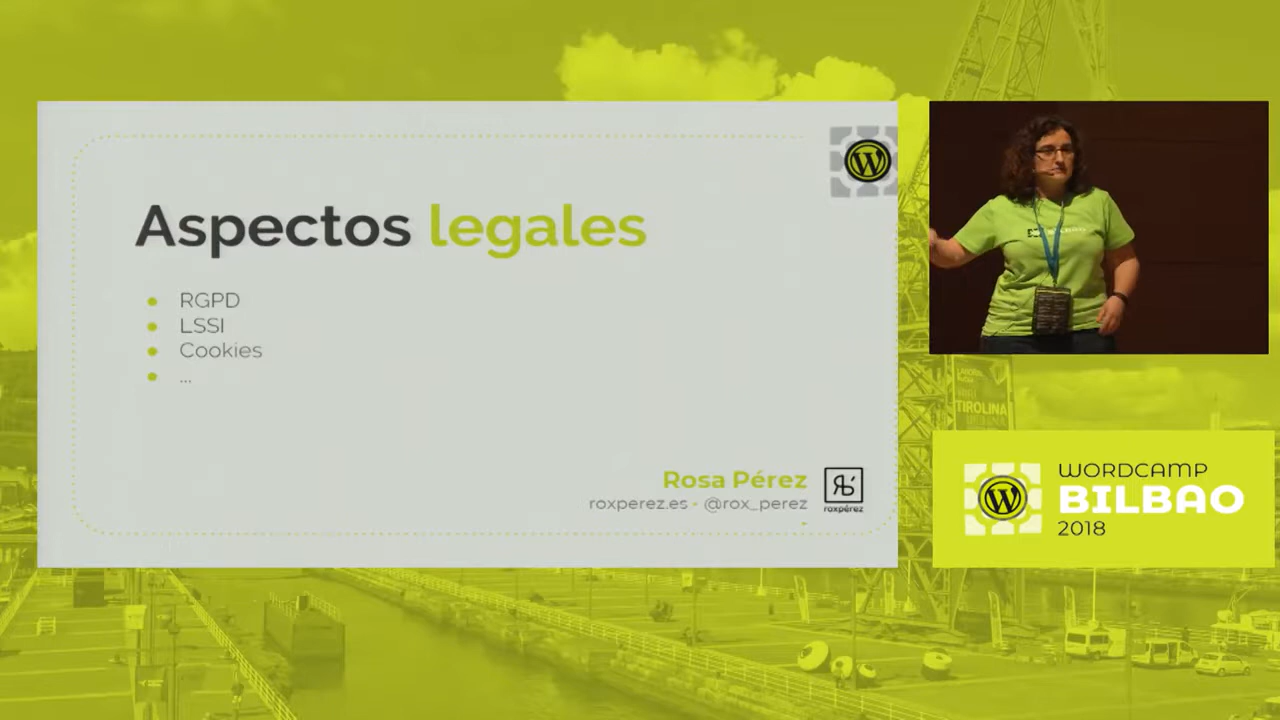 Aspectos legales
RGPD
LSSI
Cookies
...
Rosa Pérez
roxperez.es - @rox_perez
roxpérez
TIROLINA
WORDCAMP
BILBAO
2018